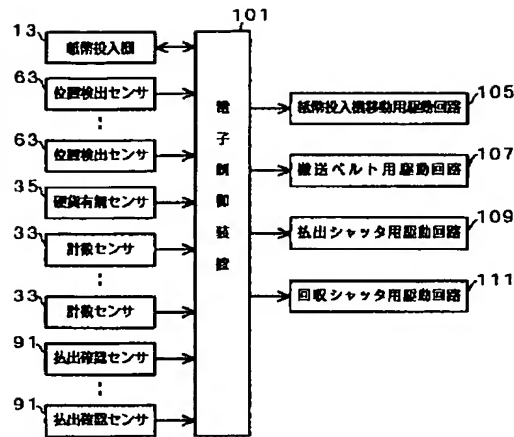 101
13
紙幣投入機
63
位置検出センサ
63
位置検出センサ
35
硬貨有無センサ
33
計数センサ
33
計数センサ
91
払出確認センサ
91
払出確認センサ
電子制御装置
105
紙幣投入機移動用駆動回路
107
搬送ベルト用駆動回路
109
払出シャッタ用駆動回路
111
回収シャッタ用駆動回路